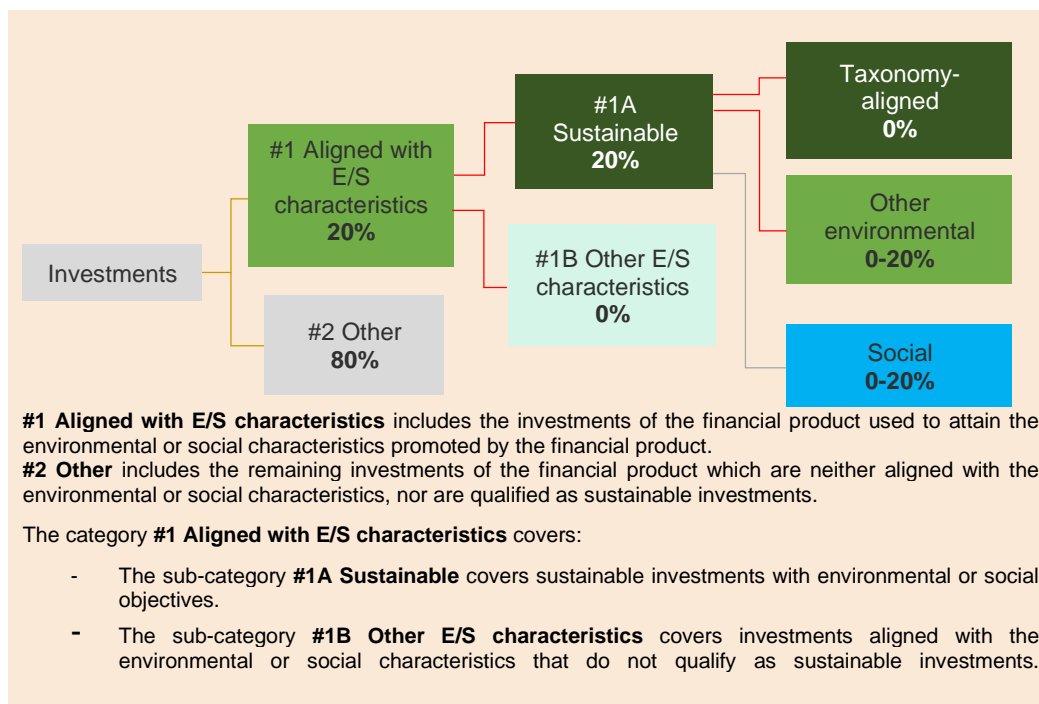 Investments
#1 Aligned with
E/S
characteristics
20%
#2 Other
80%
#1A
Sustainable
20%
#1B Other E/S
characteristics
0%
Taxonomy-
aligned
0%
Other
environmental
0-20%
Social
0-20%
#1 Aligned with E/S characteristics includes the investments of the financial product used to attain the
environmental or social characteristics promoted by the financial product.
#2 Other includes the remaining investments of the financial product which are neither aligned with the
environmental or social characteristics, nor are qualified as sustainable investments.
The category #1 Aligned with E/S characteristics covers:
- The sub-category #1A Sustainable covers sustainable investments with environmental or social
objectives.
- The sub-category #1B Other E/S characteristics covers investments aligned with the
environmental or social characteristics that do not qualify as sustainable investments.